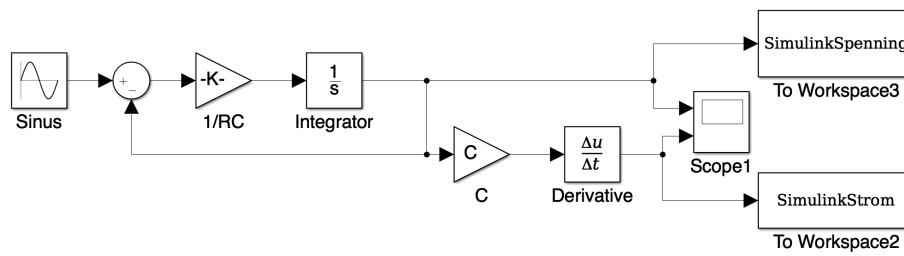 SimulinkSpenning
To Workspace3
+
−
-K-
1
s
Sinus
1/RC
Integrator
Scope1
C
Δu
Δt
C
Derivative
SimulinkStrom
To Workspace2